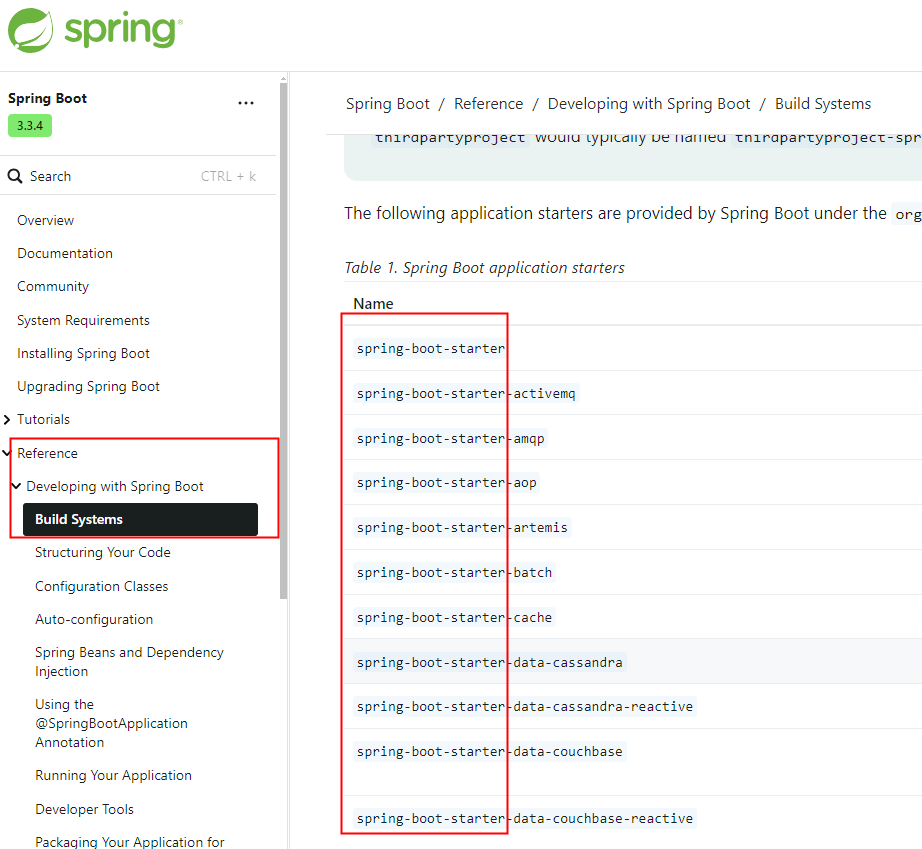 spring
Spring Boot
...
3.3.4
Search CTRL + k
Overview
Documentation
Community
System Requirements
Installing Spring Boot
Upgrading Spring Boot
Tutorials
Reference
Developing with Spring Boot
Build Systems
Structuring Your Code
Configuration Classes
Auto-configuration
Spring Beans and Dependency
Injection
Using the
@SpringBootApplication
Annotation
Running Your Application
Developer Tools
Packaging Your Application for
Spring Boot / Reference / Developing with Spring Boot / Build Systems
thirdpartyproject would typically be named thirdpartyproject-spr
The following application starters are provided by Spring Boot under the org
Table 1. Spring Boot application starters
Name
spring-boot-starter
spring-boot-starter-activemq
spring-boot-starter-amqp
spring-boot-starter-aop
spring-boot-starter-artemis
spring-boot-starter-batch
spring-boot-starter-cache
spring-boot-starter-data-cassandra
spring-boot-starter-data-cassandra-reactive
spring-boot-starter-data-couchbase
spring-boot-starter-data-couchbase-reactive